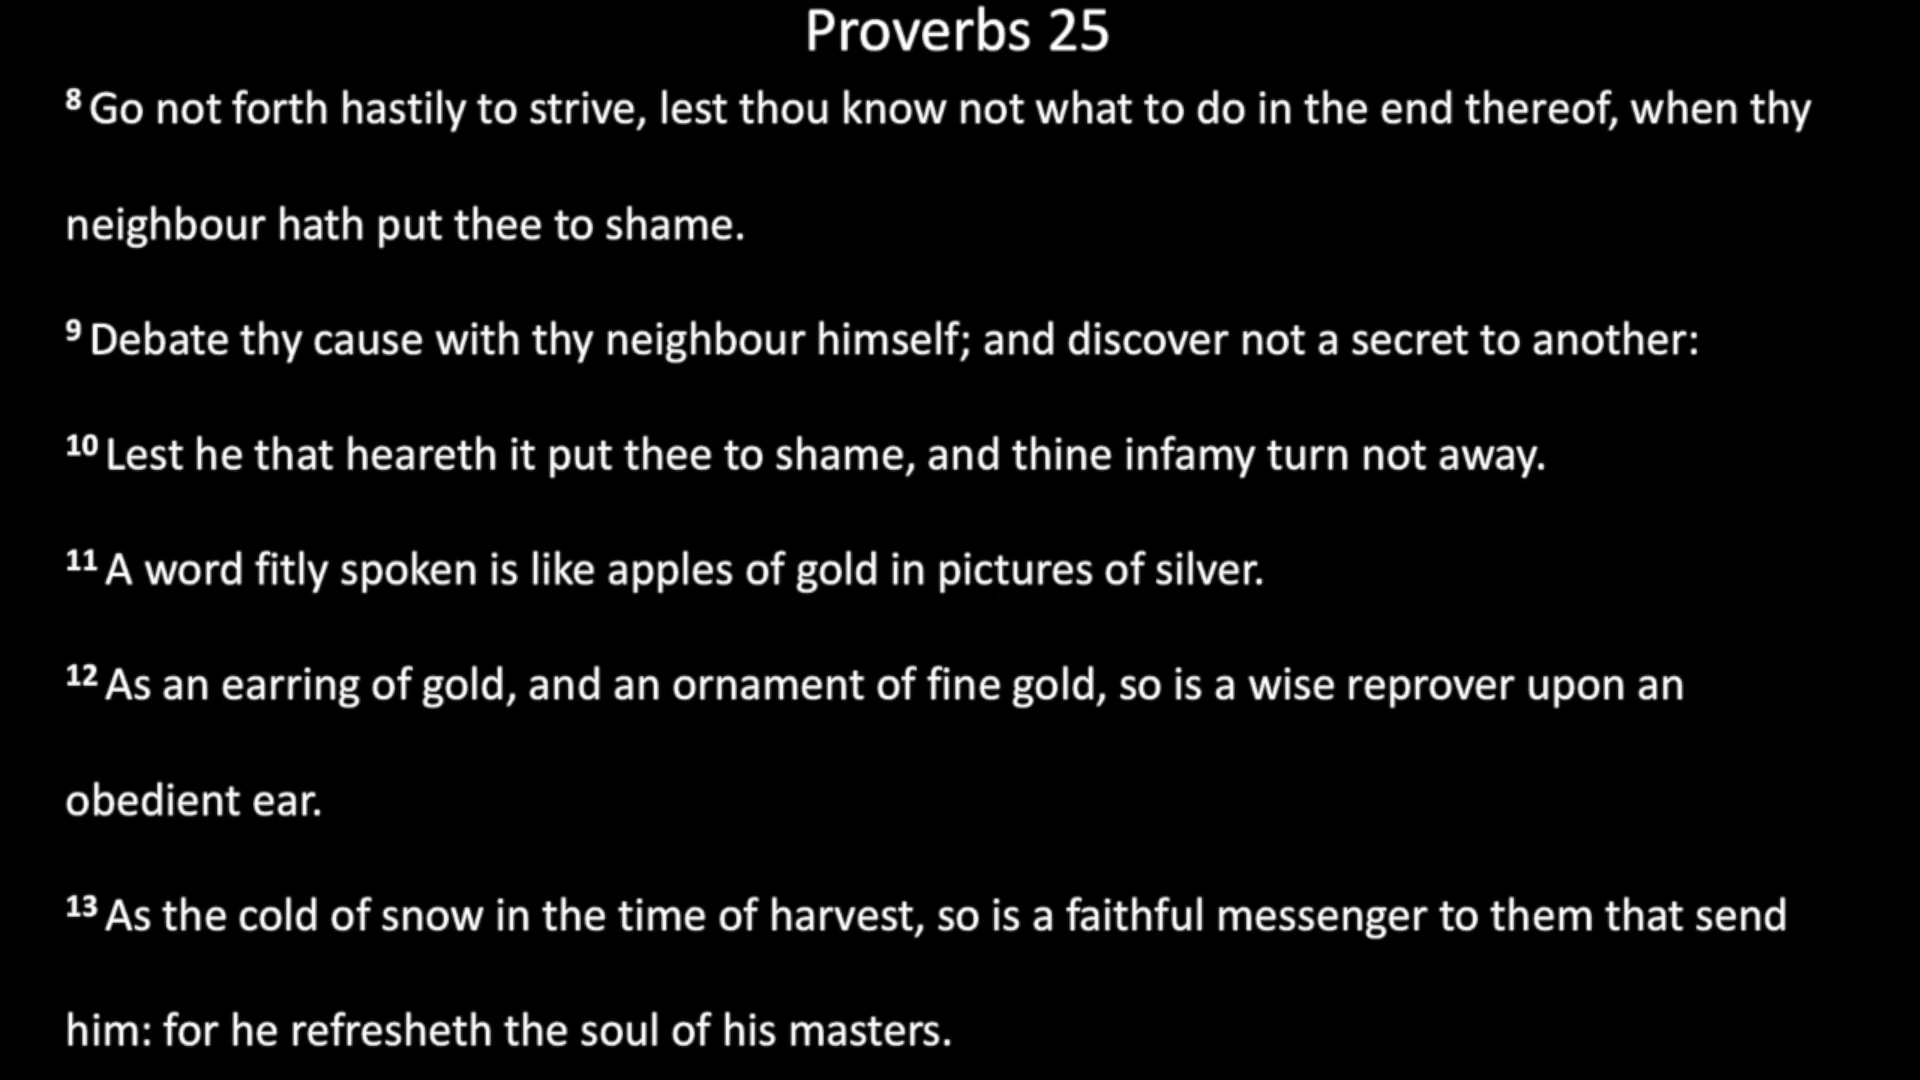 Proverbs 25
8 Go not forth hastily to strive, lest thou know not what to do in the end thereof, when thy
neighbour hath put thee to shame.
9 Debate thy cause with thy neighbour himself; and discover not a secret to another:
10 Lest he that heareth it put thee to shame, and thine infamy turn not away.
11 A word fitly spoken is like apples of gold in pictures of silver.
12 As an earring of gold, and an ornament of fine gold, so is a wise reprover upon an
obedient ear.
13 As the cold of snow in the time of harvest, so is a faithful messenger to them that send
him: for he refresheth the soul of his masters.